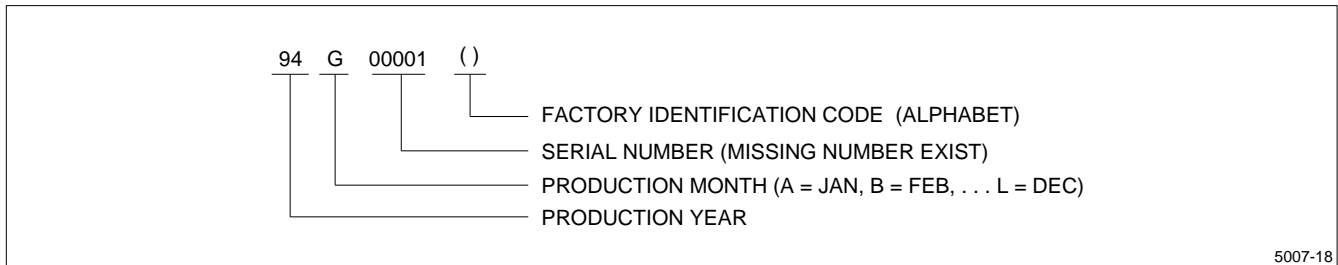 94 G 00001 ( )
FACTORY IDENTIFICATION CODE (ALPHABET)
SERIAL NUMBER (MISSING NUMBER EXIST)
PRODUCTION MONTH (A = JAN, B = FEB, . . . L = DEC)
PRODUCTION YEAR
5007-18